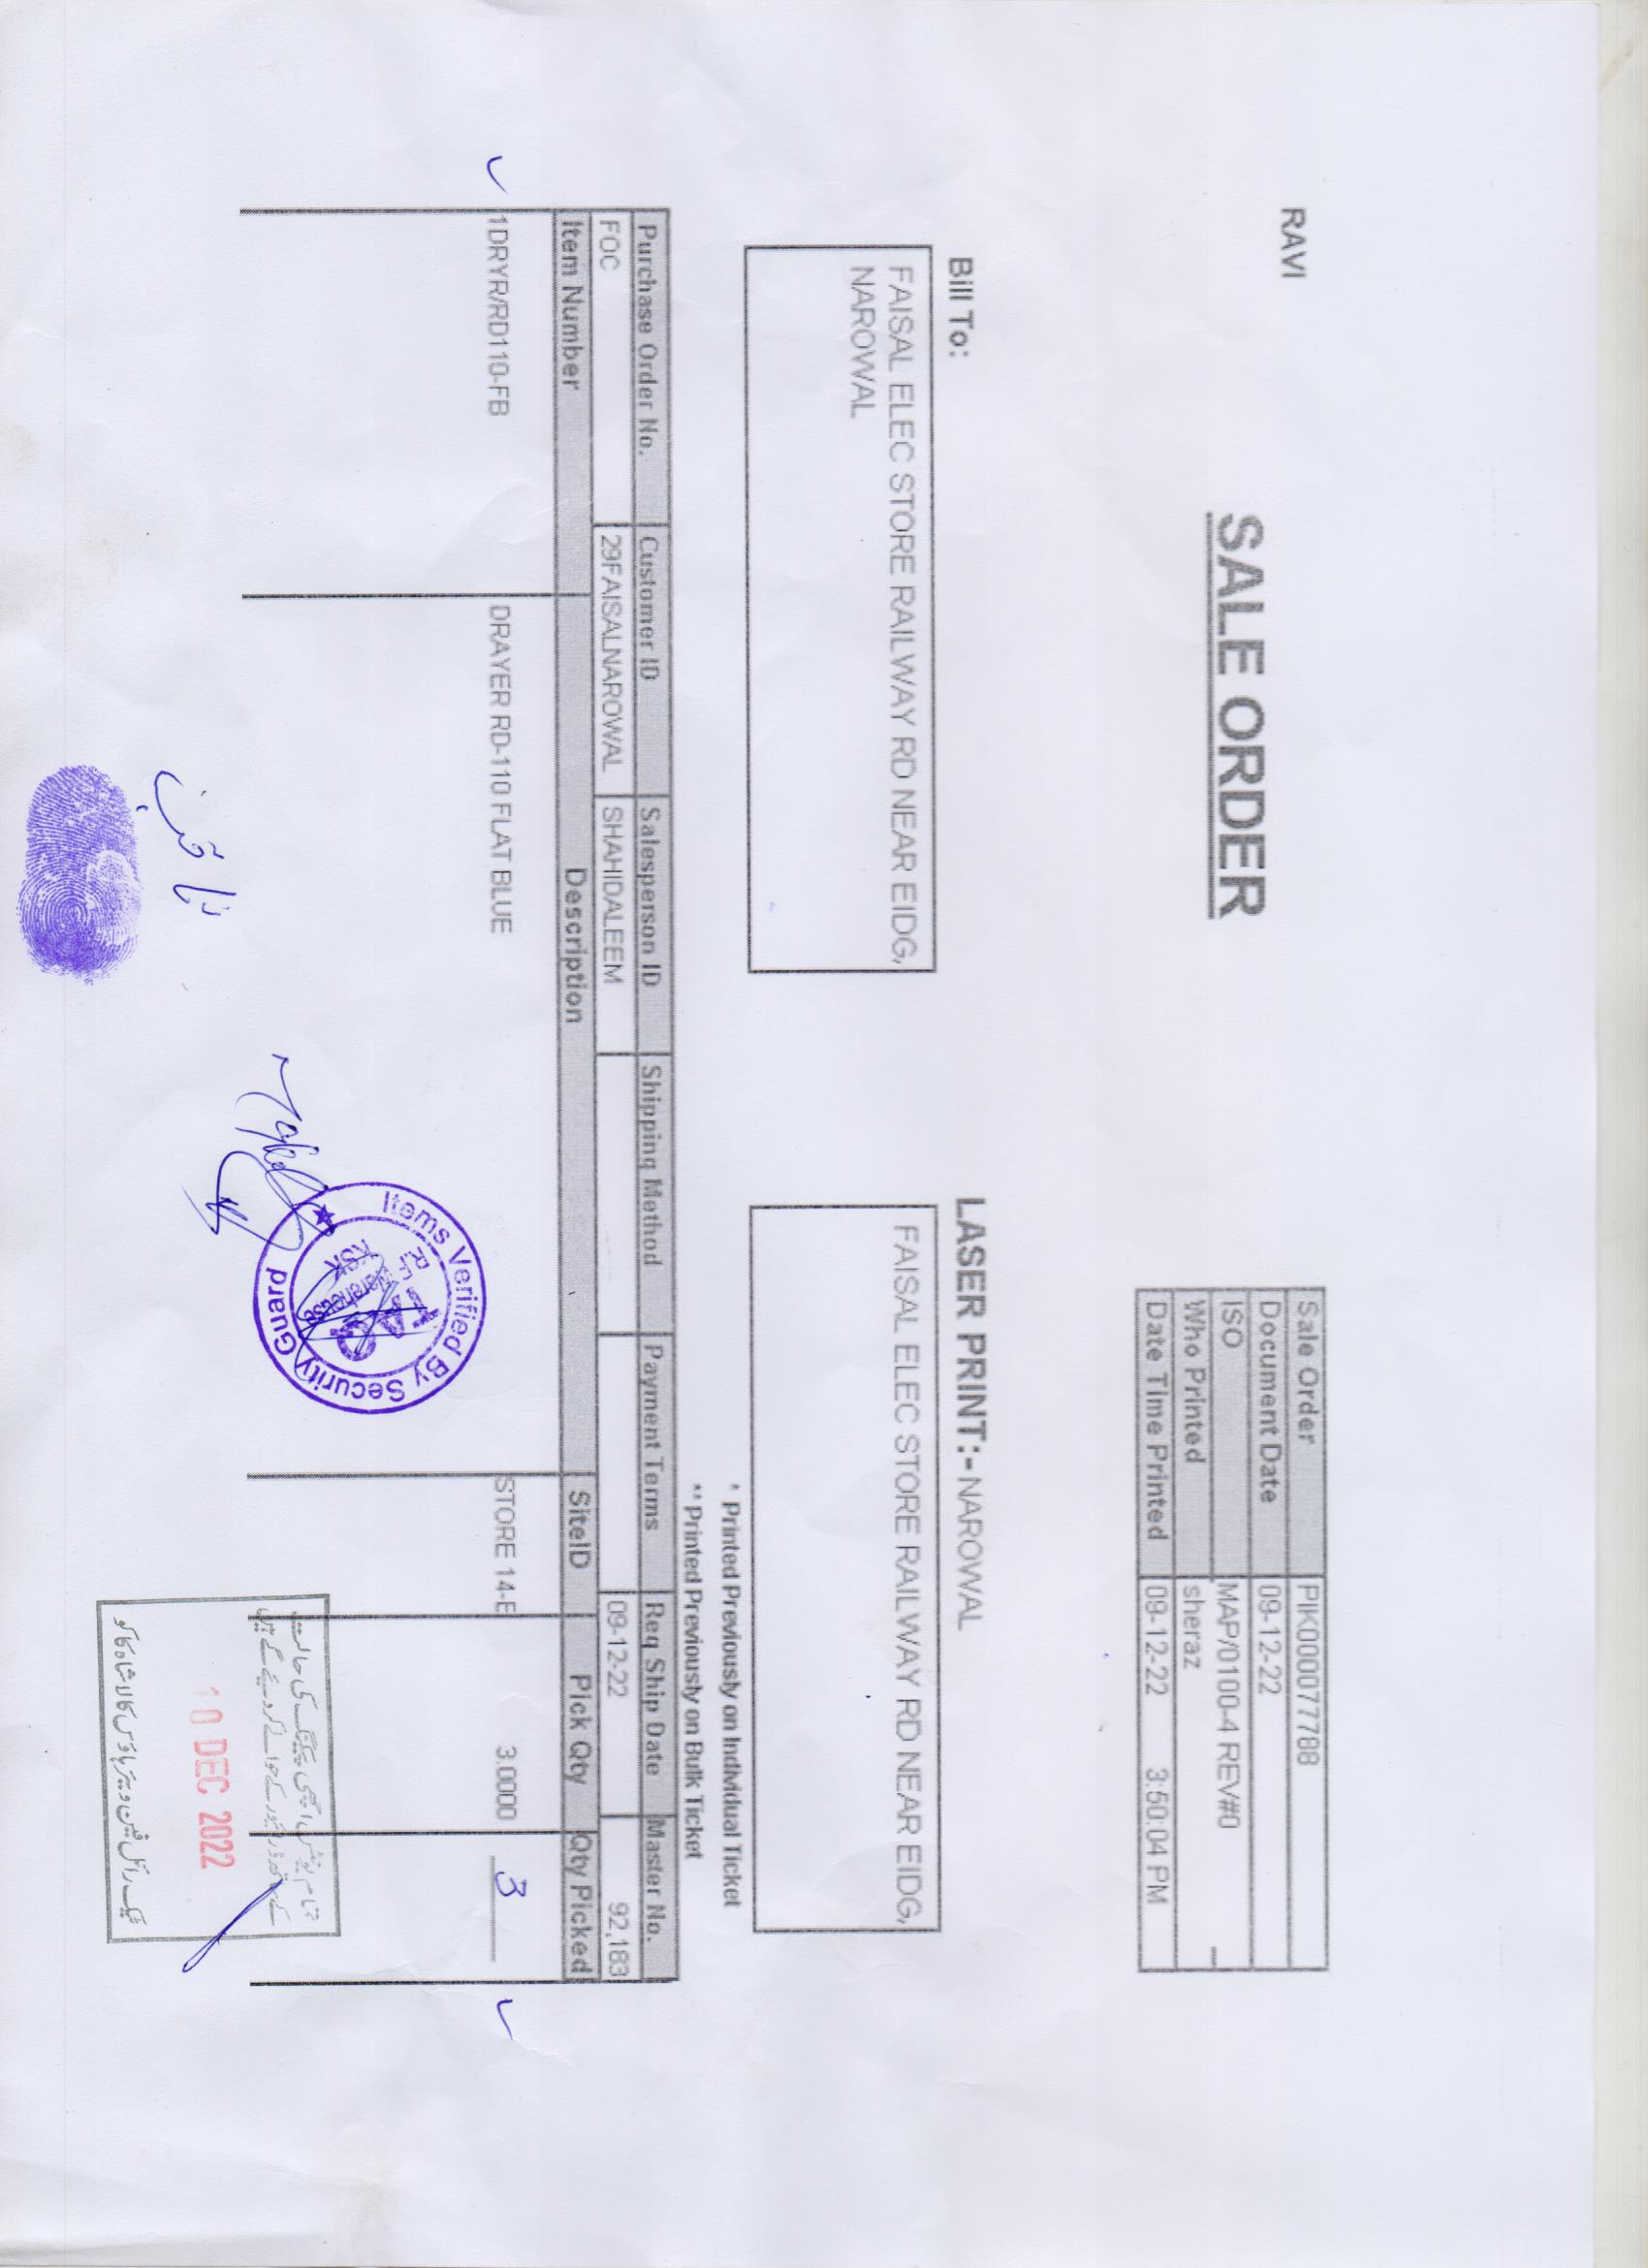 RAVI
SALE ORDER
Sale Order PIK000077788
Document Date 09-12-22
ISO MAP/0100-4 REV#0
Who Printed sheraz
Date Time Printed 09-12-22 3:50:04 PM
Bill To:
FAISAL ELEC STORE RAILWAY RD NEAR EIDG,
NAROWAL
LASER PRINT:- NAROWAL
FAISAL ELEC STORE RAILWAY RD NEAR EIDG,
* Printed Previously on Individual Ticket
** Printed Previously on Bulk Ticket
Purchase Order No. Customer ID Salesperson ID Shipping Method Payment Terms Req Ship Date Master No.
FOC 29FAISALNAROWAL SHAHIDALEEM 09-12-22 92,183
Item Number Description SiteID Pick Qty Qty Picked
1DRYR/RD110-FB DRAYER RD-110 FLAT BLUE STORE 14-E 3.0000 3
Items Verified By Security Guard
R.F Warehouse
KSK
تمام یونٹس اچھی پیکنگ کی حالت
کے ساتھ ڈرائیور کے حوالے کر دیئے گے ہیں
10 DEC 2022
ٹیک رائل فین ویئر ہاؤس کالا شاہ کاکو
ثاقب